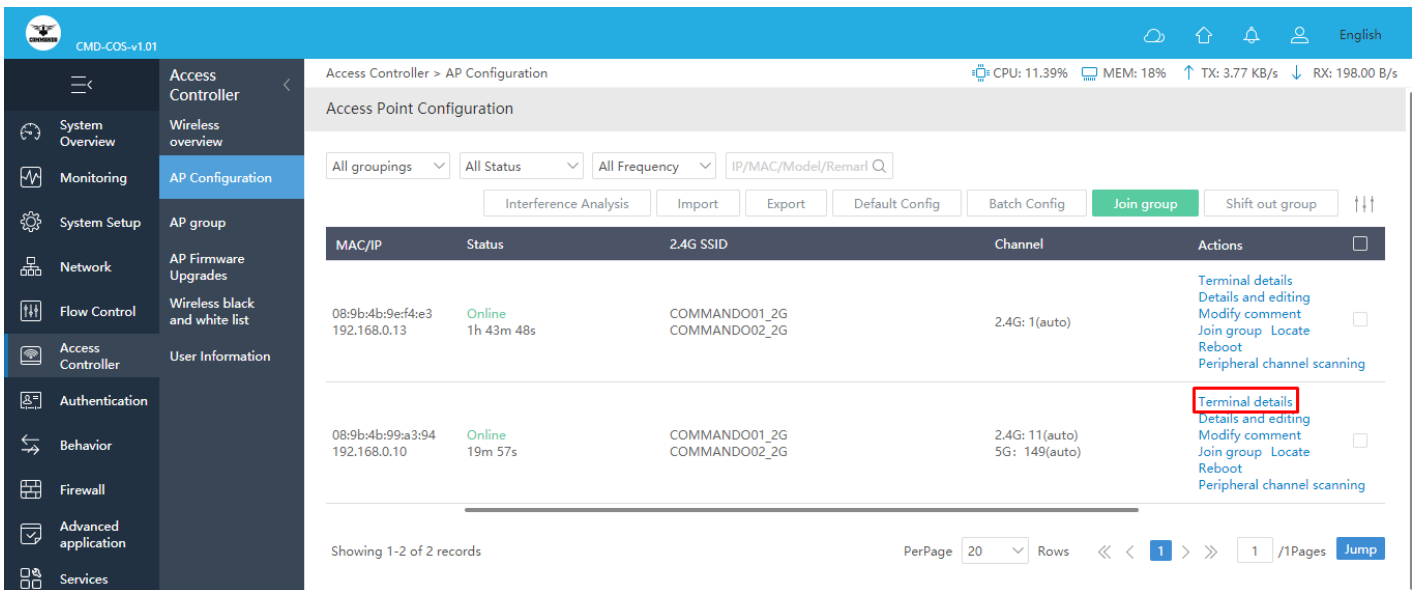 COMMANDO
CMD-COS-v1.01
English
Access Controller
System Overview
Monitoring
System Setup
Network
Flow Control
Access Controller
Authentication
Behavior
Firewall
Advanced application
Services
Wireless overview
AP Configuration
AP group
AP Firmware Upgrades
Wireless black and white list
User Information
Access Controller > AP Configuration
CPU: 11.39% MEM: 18% TX: 3.77 KB/s RX: 198.00 B/s
Access Point Configuration
All groupings All Status All Frequency IP/MAC/Model/Remarl
Interference Analysis Import Export Default Config Batch Config Join group Shift out group
MAC/IP Status 2.4G SSID Channel Actions
08:9b:4b:9e:f4:e3
192.168.0.13
Online
1h 43m 48s
COMMANDO01_2G
COMMANDO02_2G
2.4G: 1(auto)
Terminal details
Details and editing
Modify comment
Join group Locate
Reboot
Peripheral channel scanning
08:9b:4b:99:a3:94
192.168.0.10
Online
19m 57s
COMMANDO01_2G
COMMANDO02_2G
2.4G: 11(auto)
5G: 149(auto)
Terminal details
Details and editing
Modify comment
Join group Locate
Reboot
Peripheral channel scanning
Showing 1-2 of 2 records
PerPage 20 Rows 1 1 /1Pages Jump